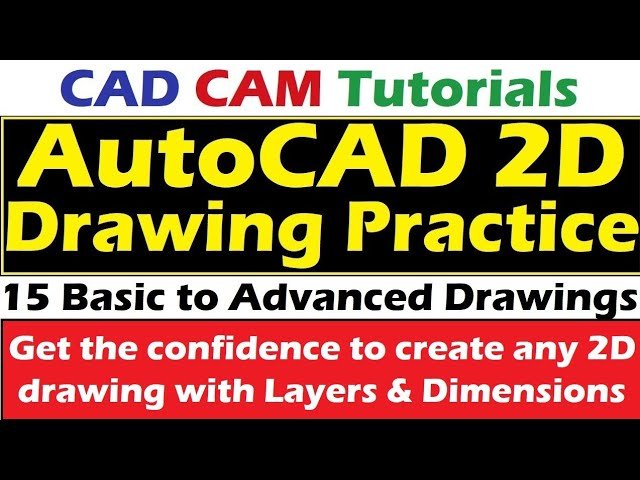 CAD CAM Tutorials
AutoCAD 2D
Drawing Practice
15 Basic to Advanced Drawings
Get the confidence to create any 2D
drawing with Layers & Dimensions